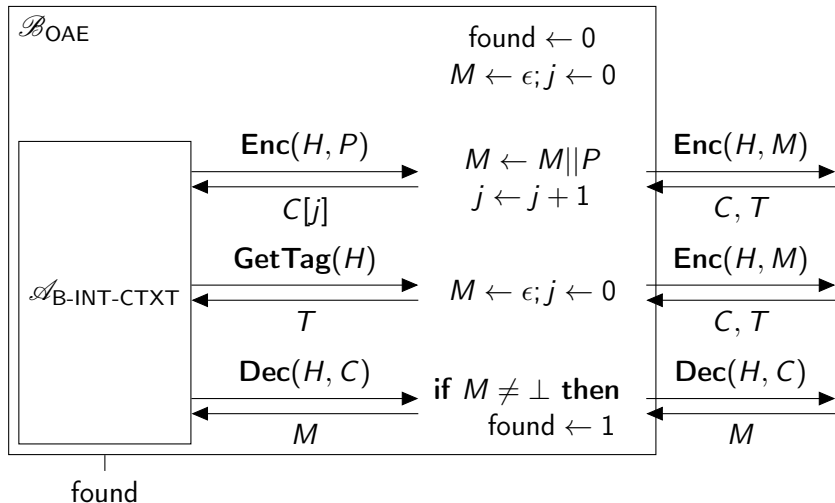 ℬOAE
found ← 0
M ← ϵ; j ← 0
Enc(H, P)
M ← M||P
Enc(H, M)
C[j]
j ← j + 1
C, T
𝒜B-INT-CTXT
GetTag(H)
M ← ϵ; j ← 0
Enc(H, M)
T
C, T
Dec(H, C)
if M ≠ ⊥ then
Dec(H, C)
M
found ← 1
M
found